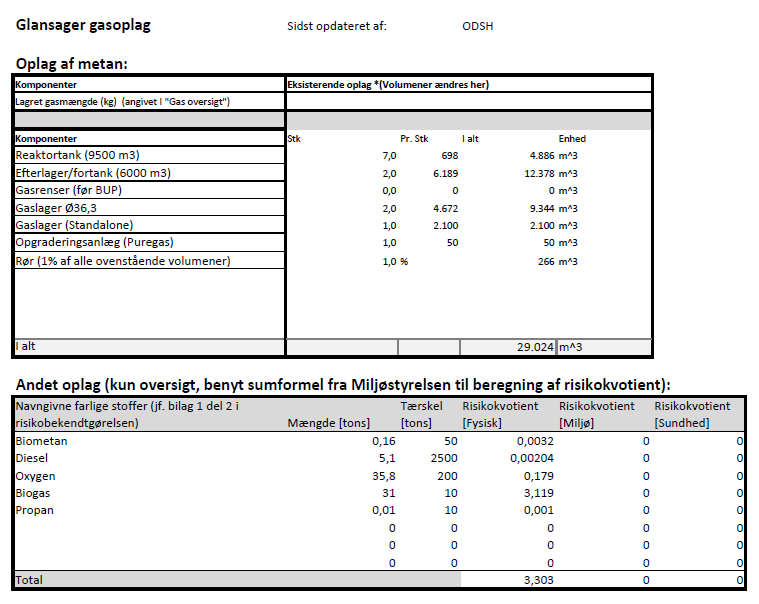 Glansager gasoplag Sidst opdateret af: ODSH
Oplag af metan:
Komponenter Eksisterende oplag *(Volumener ændres her)
Lagret gasmængde (kg) (angivet I "Gas oversigt")
Komponenter Stk Pr. Stk I alt Enhed
Reaktortank (9500 m3) 7,0 698 4.886 m^3
Efterlager/fortank (6000 m3) 2,0 6.189 12.378 m^3
Gasrenser (før BUP) 0,0 0 0 m^3
Gaslager Ø36,3 2,0 4.672 9.344 m^3
Gaslager (Standalone) 1,0 2.100 2.100 m^3
Opgraderingsanlæg (Puregas) 1,0 50 50 m^3
Rør (1% af alle ovenstående volumener) 1,0 % 266 m^3
I alt 29.024 m^3
Andet oplag (kun oversigt, benyt sumformel fra Miljøstyrelsen til beregning af risikokvotient):
Navngivne farlige stoffer (jf. bilag 1 del 2 i Tærskel Risikokvotient Risikokvotient Risikokvotient
risikobekendtgørelsen) Mængde [tons] [tons] [Fysisk] [Miljø] [Sundhed]
Biometan 0,16 50 0,0032 0 0
Diesel 5,1 2500 0,00204 0 0
Oxygen 35,8 200 0,179 0 0
Biogas 31 10 3,119 0 0
Propan 0,01 10 0,001 0 0
0 0 0 0 0
0 0 0 0 0
0 0 0 0 0
Total 3,303 0 0